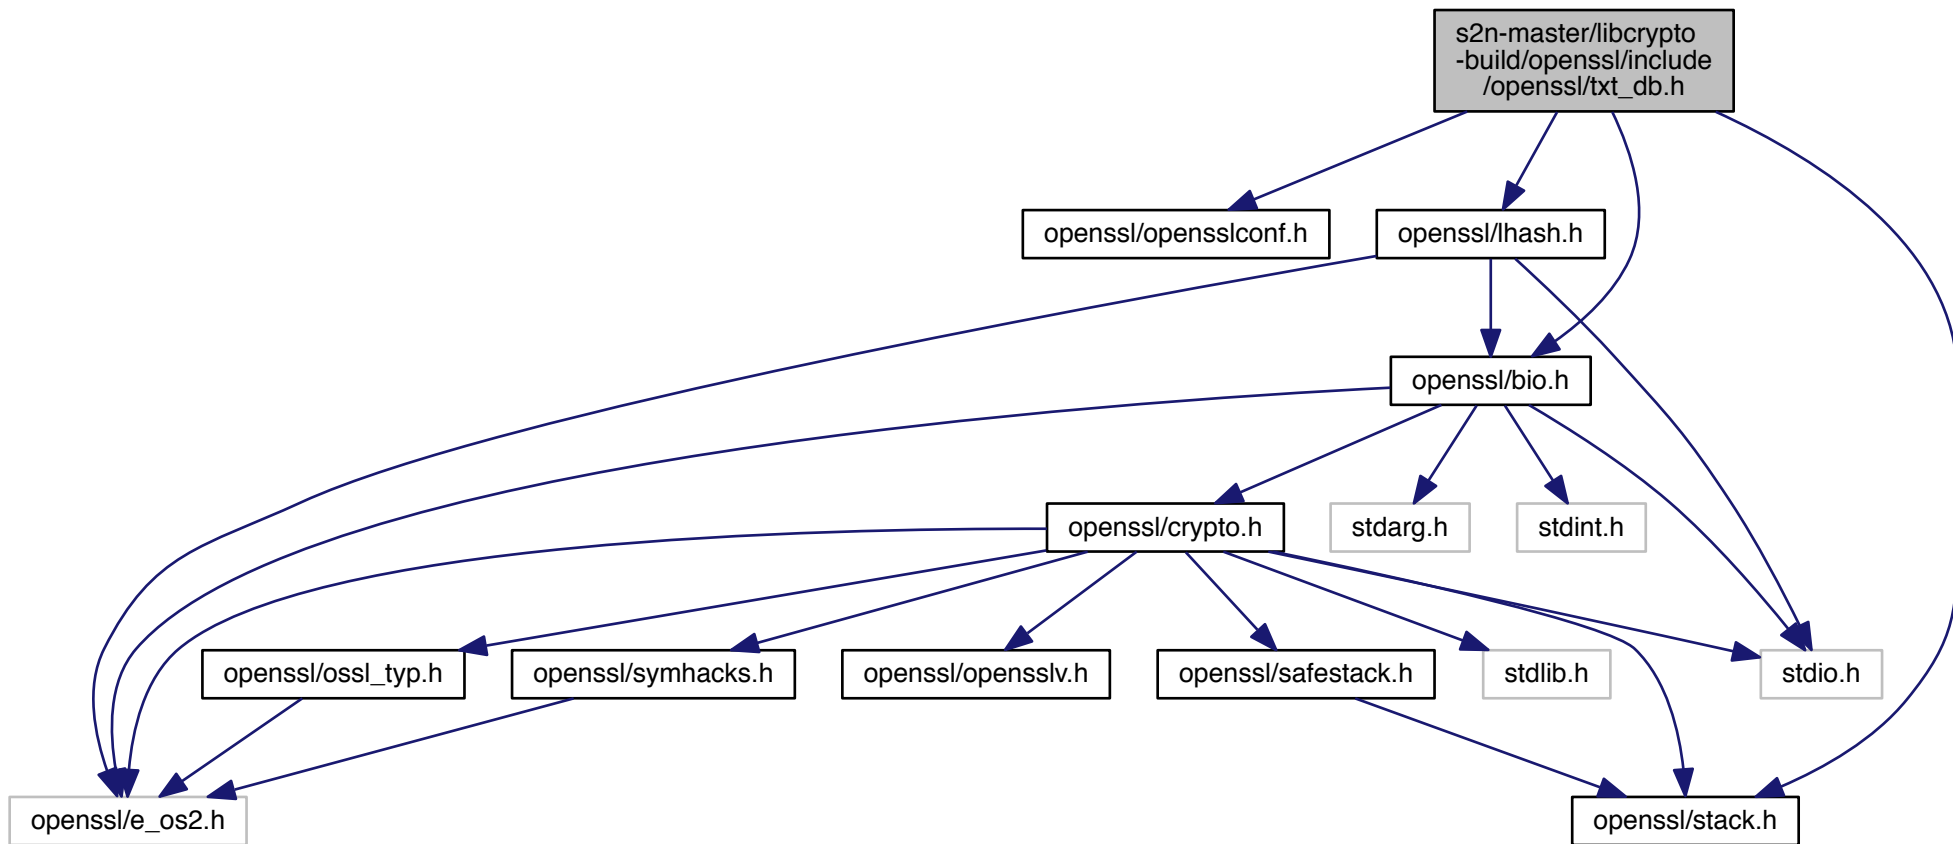 s2n-master/libcrypto
-build/openssl/include
/openssl/txt_db.h
openssl/opensslconf.h
openssl/lhash.h
openssl/bio.h
openssl/crypto.h
stdarg.h
stdint.h
openssl/ossl_typ.h
openssl/symhacks.h
openssl/opensslv.h
openssl/safestack.h
stdlib.h
stdio.h
openssl/e_os2.h
openssl/stack.h